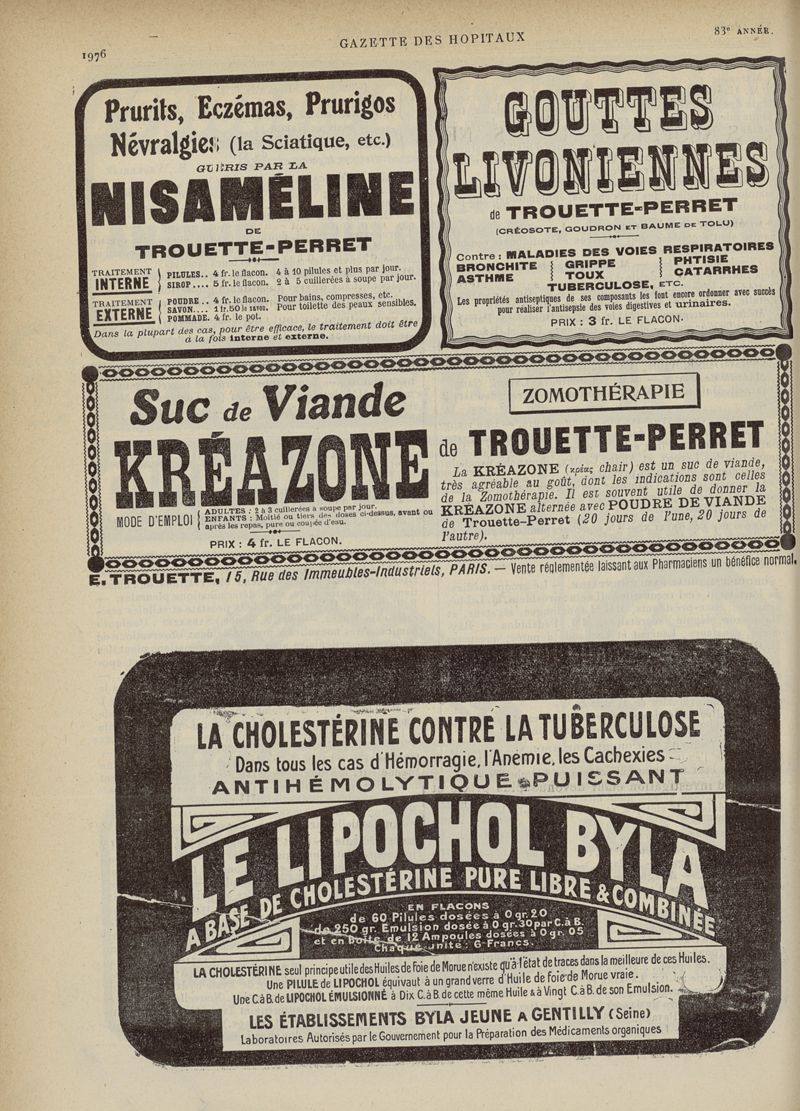 1976
GAZETTE DES HOPITAUX
83e ANNÉE.
Prurits, Eczémas, Prurigos
Névralgies (la Sciatique, etc.)
GUÉRIS PAR LA
NISAMÉLINE
DE
TROUETTE-PERRET
TRAITEMENT INTERNE
PILULES.. 4 fr. le flacon. 4 à 10 pilules et plus par jour.
SIROP.... 5 fr. le flacon. 2 à 5 cuillerées à soupe par jour.
TRAITEMENT EXTERNE
POUDRE.. 4 fr. le flacon. Pour bains, compresses, etc.
SAVON.... 1 fr. 50 le savon. Pour toilette des peaux sensibles.
POMMADE. 4 fr. le pot.
Dans la plupart des cas, pour être efficace, le traitement doit être
à la fois interne et externe.
GOUTTES
LIVONIENNES
de TROUETTE-PERRET
(CRÉOSOTE, GOUDRON ET BAUME DE TOLU)
Contre : MALADIES DES VOIES RESPIRATOIRES
BRONCHITE GRIPPE PHTISIE
ASTHME TOUX CATARRHES
TUBERCULOSE, ETC.
Les propriétés antiseptiques de ses composants les font encore ordonner avec succès
pour réaliser l'antisepsie des voies digestives et urinaires.
PRIX : 3 fr. LE FLACON.
Suc de Viande
KRÉAZONE
MODE D'EMPLOI
ADULTES : 2 à 3 cuillerées à soupe par jour.
ENFANTS : Moitié ou tiers des doses ci-dessus, avant ou
après les repas, pure ou coupée d'eau.
PRIX : 4 fr. LE FLACON.
ZOMOTHÉRAPIE
de TROUETTE-PERRET
La KRÉAZONE (κρέας chair) est un suc de viande,
très agréable au goût, dont les indications sont celles
de la Zomothérapie. Il est souvent utile de donner la
KRÉAZONE alternée avec POUDRE DE VIANDE
de Trouette-Perret (20 jours de l'une, 20 jours de
l'autre).
E. TROUETTE, 15, Rue des Immeubles-Industriels, PARIS. — Vente réglementée laissant aux Pharmaciens un bénéfice normal.
LA CHOLESTÉRINE CONTRE LA TUBERCULOSE
Dans tous les cas d'Hémorragie, l'Anémie, les Cachexies
ANTIHÉMOLYTIQUE PUISSANT
LE LIPOCHOL BYLA
A BASE DE CHOLESTÉRINE PURE LIBRE & COMBINÉE
EN FLACONS
de 60 Pilules dosées à 0 gr. 20
de 250 gr. Emulsion dosée à 0 gr. 30 par C. à B.
et en boîte de 12 Ampoules dosées à 0 gr. 05
Chaque unité : 6 Francs.
LA CHOLESTÉRINE seul principe utile des Huiles de Foie de Morue n'existe qu'à l'état de traces dans la meilleure de ces Huiles.
Une PILULE de LIPOCHOL équivaut à un grand verre d'Huile de foie de Morue vraie.
Une C. à B. de LIPOCHOL ÉMULSIONNÉ à Dix C. à B. de cette même Huile & à Vingt C. à B. de son Emulsion.
LES ÉTABLISSEMENTS BYLA JEUNE A GENTILLY (Seine)
Laboratoires Autorisés par le Gouvernement pour la Préparation des Médicaments organiques